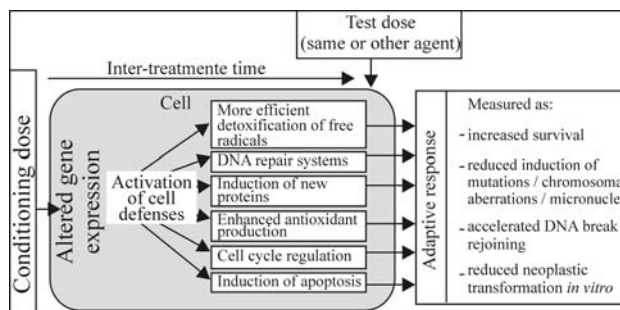 Test dose
(same or other agent)
Inter-treatmente time
Conditioning dose
Cell
Altered gene
expression
Activation
of cell
defenses
More efficient
detoxification of free
radicals
DNA repair systems
Induction of new
proteins
Enhanced antioxidant
production
Cell cycle regulation
Induction of apoptosis
Adaptive response
Measured as:
- increased survival
- reduced induction of
mutations / chromosoma
aberrations / micronucle
- accelerated DNA break
rejoining
- reduced neoplastic
transformation in vitro